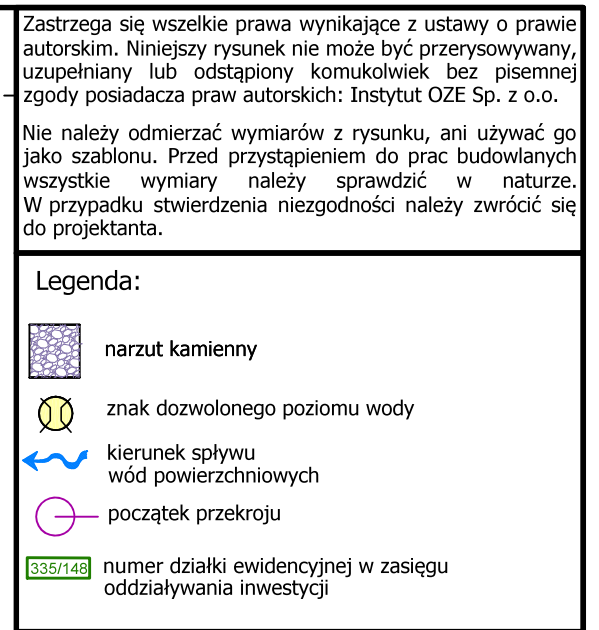 Zastrzega się wszelkie prawa wynikające z ustawy o prawie
autorskim. Niniejszy rysunek nie może być przerysowywany,
uzupełniany lub odstąpiony komukolwiek bez pisemnej
zgody posiadacza praw autorskich: Instytut OZE Sp. z o.o.
Nie należy odmierzać wymiarów z rysunku, ani używać go
jako szablonu. Przed przystąpieniem do prac budowlanych
wszystkie wymiary należy sprawdzić w naturze.
W przypadku stwierdzenia niezgodności należy zwrócić się
do projektanta.
Legenda:
narzut kamienny
znak dozwolonego poziomu wody
kierunek spływu
wód powierzchniowych
początek przekroju
335/148 numer działki ewidencyjnej w zasięgu
oddziaływania inwestycji